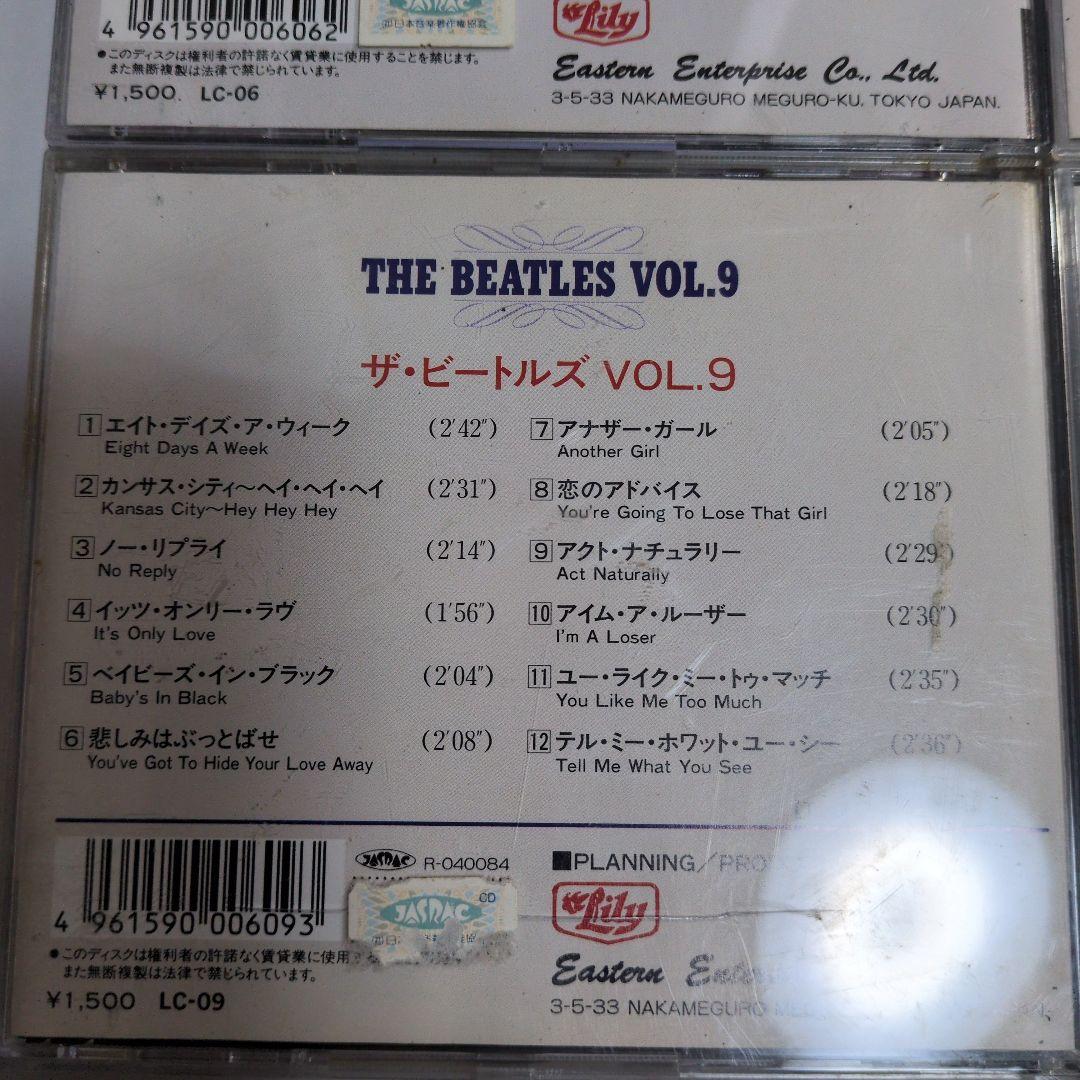 4 961590 006062
日本音楽著作権協会
Lily
●このディスクは権利者の許諾なく賃貸業に使用することを禁じます。
また無断複製は法律で禁じられています。
Eastern Enterprise Co., Ltd.
¥1,500 LC-06
3-5-33 NAKAMEGURO MEGURO-KU, TOKYO JAPAN.
THE BEATLES VOL.9
ザ・ビートルズ VOL.9
1 エイト・デイズ・ア・ウィーク (2'42")
Eight Days A Week
2 カンサス・シティ〜ヘイ・ヘイ・ヘイ (2'31")
Kansas City〜Hey Hey Hey
3 ノー・リプライ (2'14")
No Reply
4 イッツ・オンリー・ラヴ (1'56")
It's Only Love
5 ベイビーズ・イン・ブラック (2'04")
Baby's In Black
6 悲しみはぶっとばせ (2'08")
You've Got To Hide Your Love Away
7 アナザー・ガール (2'05")
Another Girl
8 恋のアドバイス (2'18")
You're Going To Lose That Girl
9 アクト・ナチュラリー (2'29")
Act Naturally
10 アイム・ア・ルーザー (2'30")
I'm A Loser
11 ユー・ライク・ミー・トゥ・マッチ (2'35")
You Like Me Too Much
12 テル・ミー・ホワット・ユー・シー (2'36")
Tell Me What You See
4 961590 006093
JASRAC R-040084
CD
JASRAC
■PLANNING/PRO
Lily
●このディスクは権利者の許諾なく賃貸業に使用す
また無断複製は法律で禁じられています。
Eastern
¥1,500 LC-09
3-5-33 NAKAMEGURO